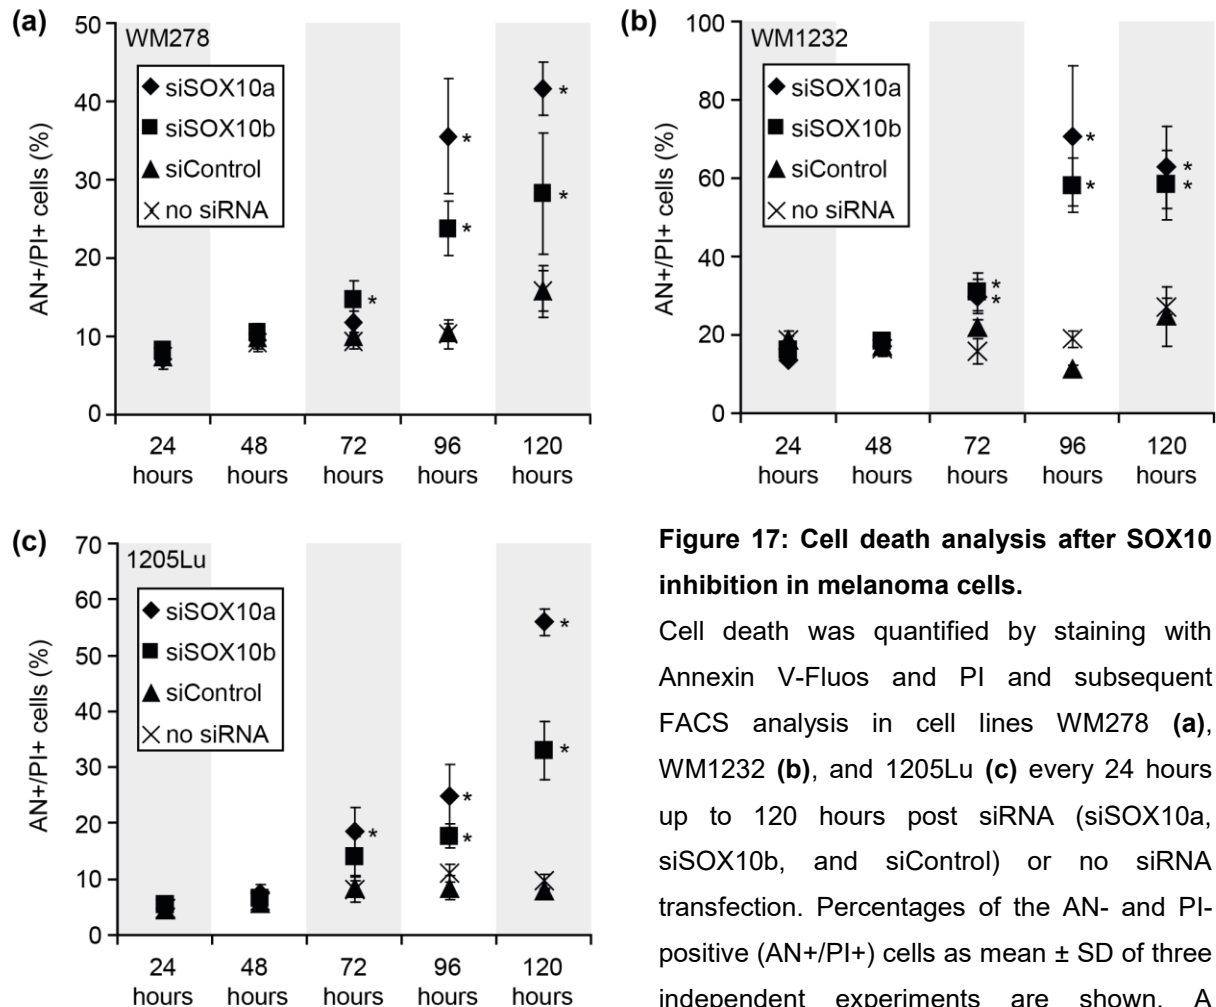 (a)
50
40
30
20
10
0
AN+/PI+ cells (%)
WM278
siSOX10a
siSOX10b
siControl
no siRNA
*
*
*
*
*
24 hours
48 hours
72 hours
96 hours
120 hours
(b)
100
80
60
40
20
0
AN+/PI+ cells (%)
WM1232
siSOX10a
siSOX10b
siControl
no siRNA
*
*
*
*
*
*
24 hours
48 hours
72 hours
96 hours
120 hours
(c)
70
60
50
40
30
20
10
0
AN+/PI+ cells (%)
1205Lu
siSOX10a
siSOX10b
siControl
no siRNA
*
*
*
*
*
24 hours
48 hours
72 hours
96 hours
120 hours
Figure 17: Cell death analysis after SOX10
inhibition in melanoma cells.
Cell death was quantified by staining with
Annexin V-Fluos and PI and subsequent
FACS analysis in cell lines WM278 (a),
WM1232 (b), and 1205Lu (c) every 24 hours
up to 120 hours post siRNA (siSOX10a,
siSOX10b, and siControl) or no siRNA
transfection. Percentages of the AN- and PI-
positive (AN+/PI+) cells as mean ± SD of three
independent experiments are shown. A